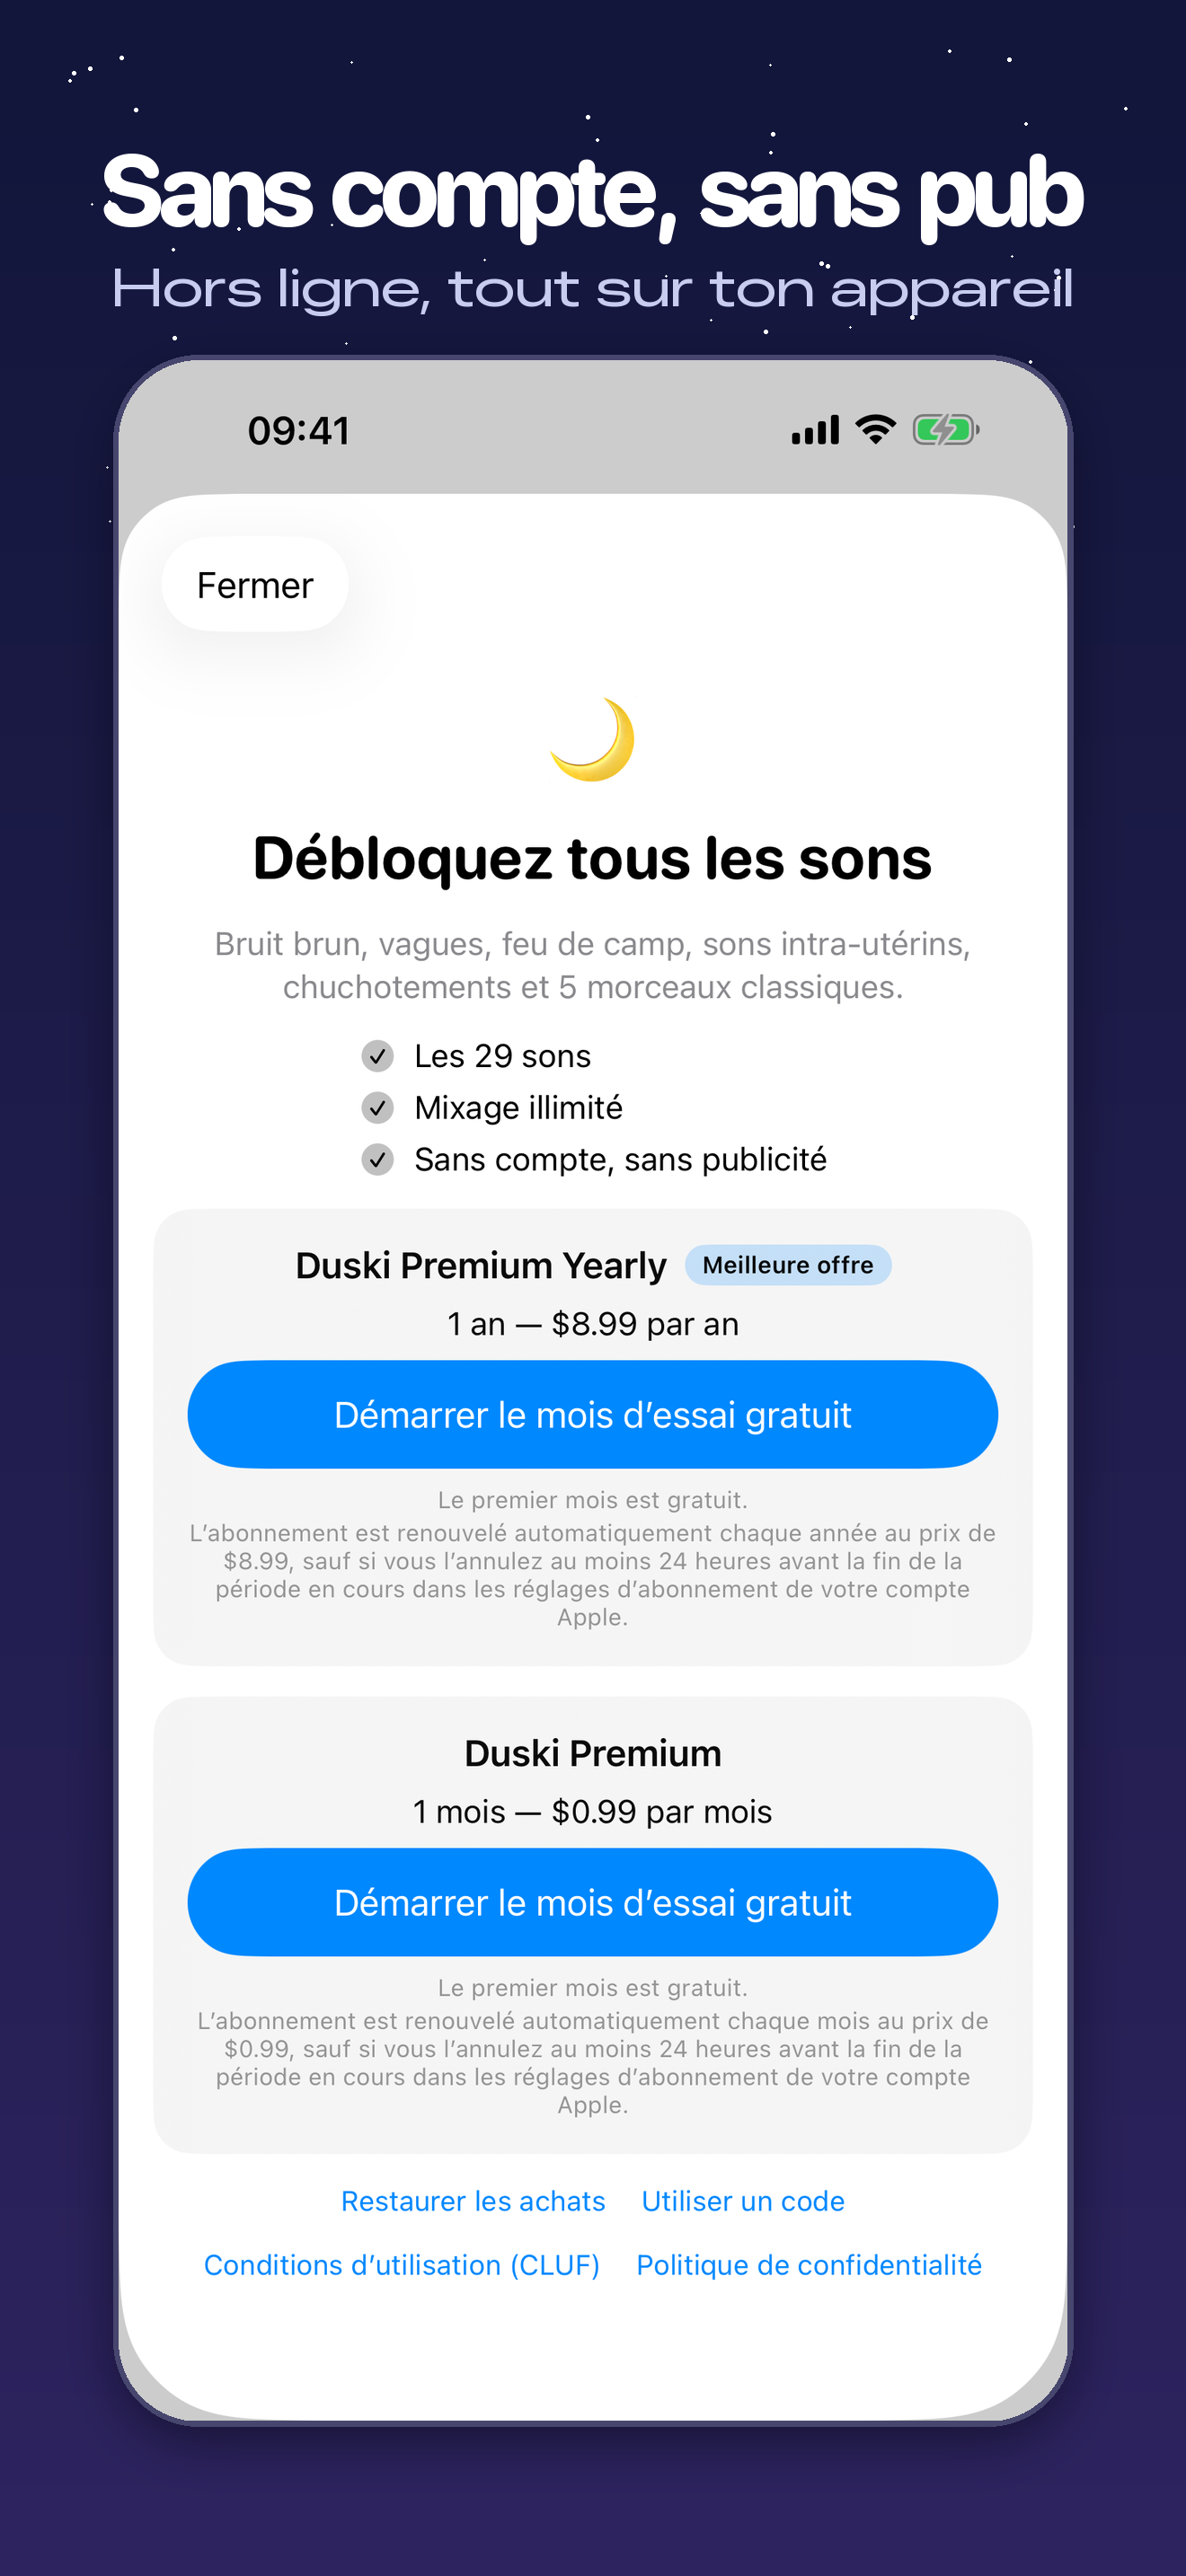 Sans compte, sans pub
Hors ligne, tout sur ton appareil
09:41
Fermer
Débloquez tous les sons
Bruit brun, vagues, feu de camp, sons intra-utérins,
chuchotements et 5 morceaux classiques.
Les 29 sons
Mixage illimité
Sans compte, sans publicité
Duski Premium Yearly Meilleure offre
1 an — $8.99 par an
Démarrer le mois d’essai gratuit
Le premier mois est gratuit.
L’abonnement est renouvelé automatiquement chaque année au prix de
$8.99, sauf si vous l’annulez au moins 24 heures avant la fin de la
période en cours dans les réglages d’abonnement de votre compte
Apple.
Duski Premium
1 mois — $0.99 par mois
Démarrer le mois d’essai gratuit
Le premier mois est gratuit.
L’abonnement est renouvelé automatiquement chaque mois au prix de
$0.99, sauf si vous l’annulez au moins 24 heures avant la fin de la
période en cours dans les réglages d’abonnement de votre compte
Apple.
Restaurer les achats Utiliser un code
Conditions d’utilisation (CLUF) Politique de confidentialité